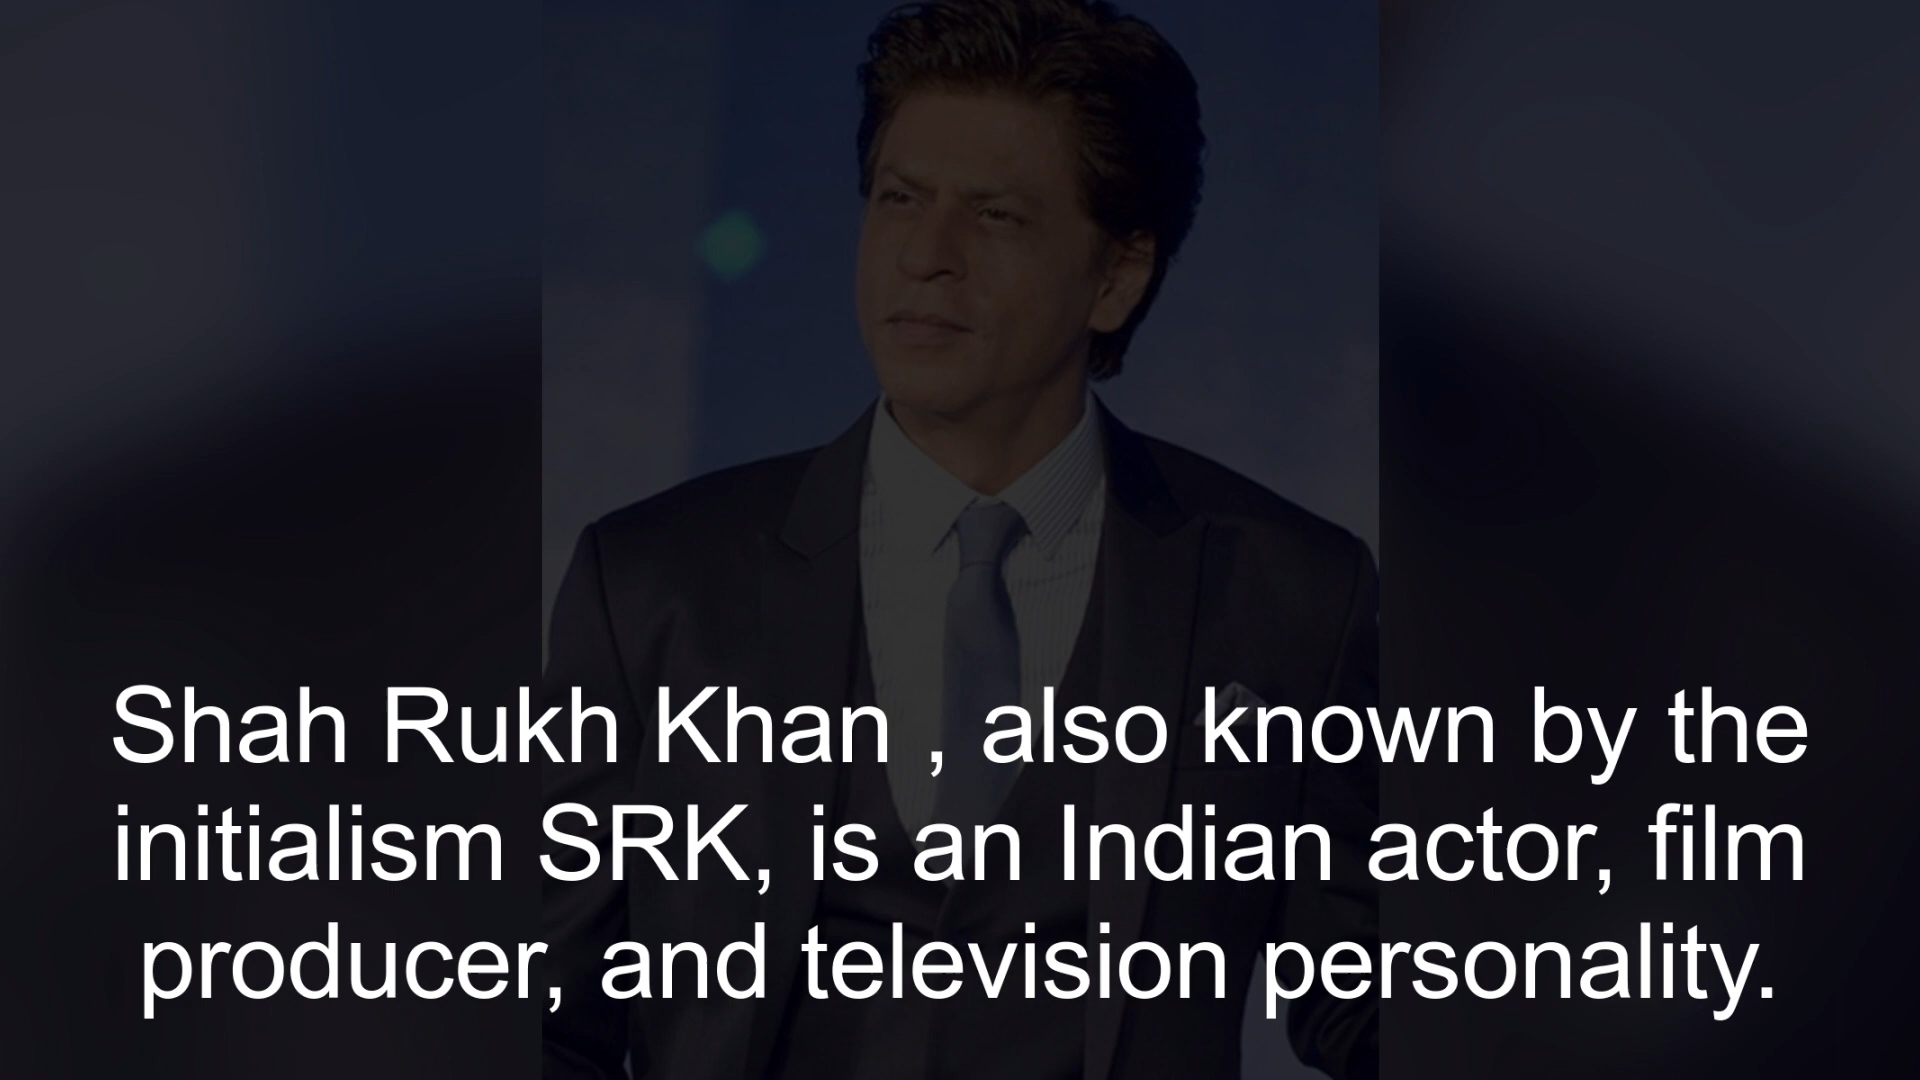 Shah Rukh Khan , also known by the
initialism SRK, is an Indian actor, film
producer, and television personality.